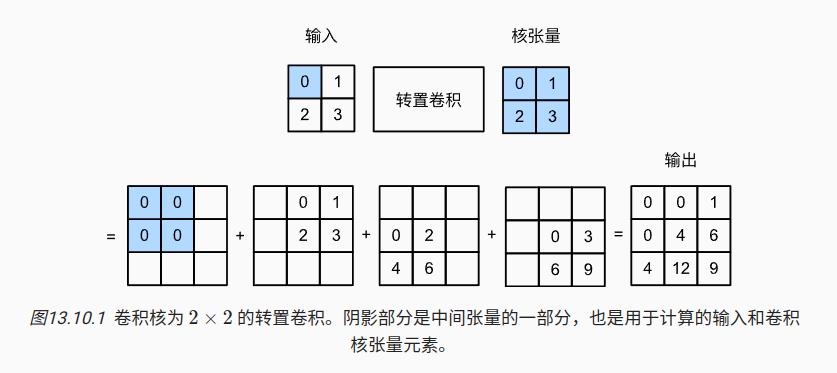 输入 核张量
0 1 转置卷积 0 1
2 3 2 3
输出
0 0 0 1 0 0 1
= 0 0 + 2 3 + 0 2 + 0 3 = 0 4 6
4 6 6 9 4 12 9
图13.10.1 卷积核为 2 × 2 的转置卷积。阴影部分是中间张量的一部分，也是用于计算的输入和卷积
核张量元素。